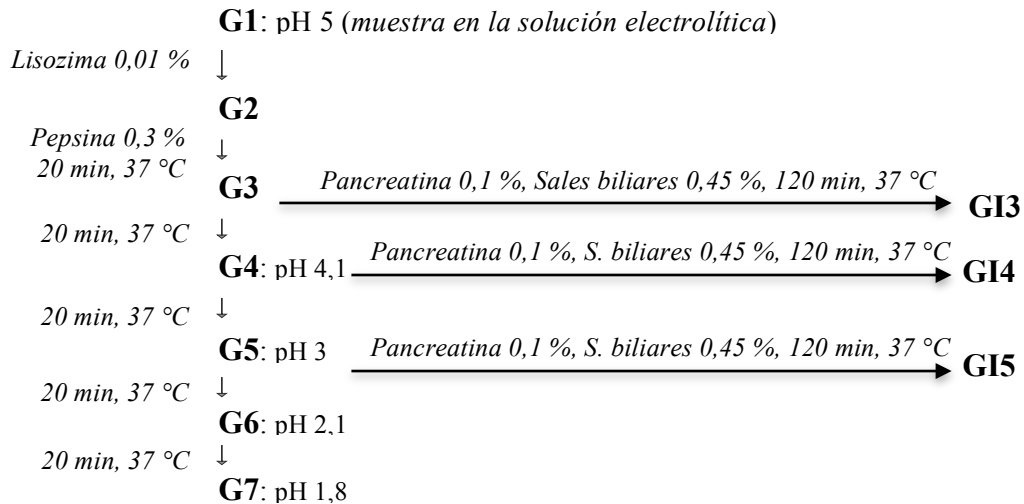 G1: pH 5 (muestra en la solución electrolítica)
Lisozima 0,01 %
G2
Pepsina 0,3 %
20 min, 37 °C
G3
Pancreatina 0,1 %, Sales biliares 0,45 %, 120 min, 37 °C
GI3
20 min, 37 °C
G4: pH 4,1
Pancreatina 0,1 %, S. biliares 0,45 %, 120 min, 37 °C
GI4
20 min, 37 °C
G5: pH 3
Pancreatina 0,1 %, S. biliares 0,45 %, 120 min, 37 °C
GI5
20 min, 37 °C
G6: pH 2,1
20 min, 37 °C
G7: pH 1,8